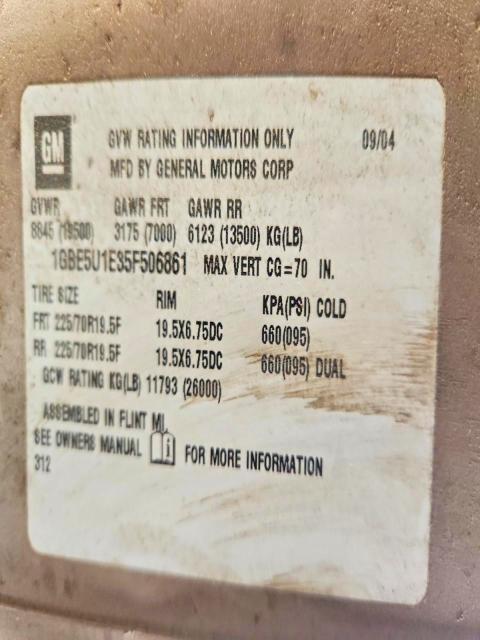 GM
GVW RATING INFORMATION ONLY 09/04
MFD BY GENERAL MOTORS CORP
GVWR GAWR FRT GAWR RR
8845 (19500) 3175 (7000) 6123 (13500) KG(LB)
1GBE5U1E35F506861 MAX VERT CG=70 IN.
TIRE SIZE RIM KPA(PSI) COLD
FRT 225/70R19.5F 19.5X6.75DC 660(095)
RR 225/70R19.5F 19.5X6.75DC 660(095) DUAL
GCW RATING KG(LB) 11793 (26000)
ASSEMBLED IN FLINT MI.
SEE OWNERS MANUAL i FOR MORE INFORMATION
312